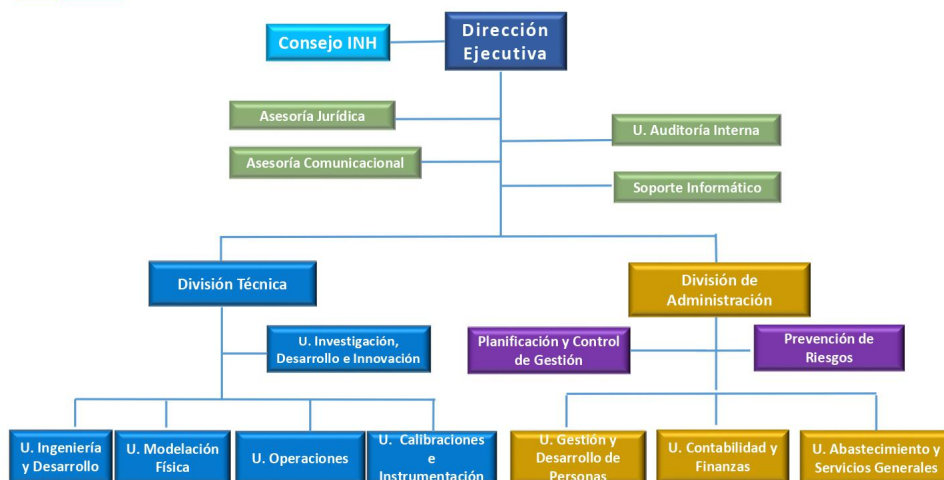 Consejo INH
Dirección
Ejecutiva
Asesoría Jurídica
U. Auditoría Interna
Asesoría Comunicacional
Soporte Informático
División Técnica
División de
Administración
U. Investigación,
Desarrollo e Innovación
Planificación y Control
de Gestión
Prevención de
Riesgos
U. Ingeniería
y Desarrollo
U. Modelación
Física
U. Operaciones
U. Calibraciones
e
Instrumentación
U. Gestión y
Desarrollo de
Personas
U. Contabilidad y
Finanzas
U. Abastecimiento y
Servicios Generales